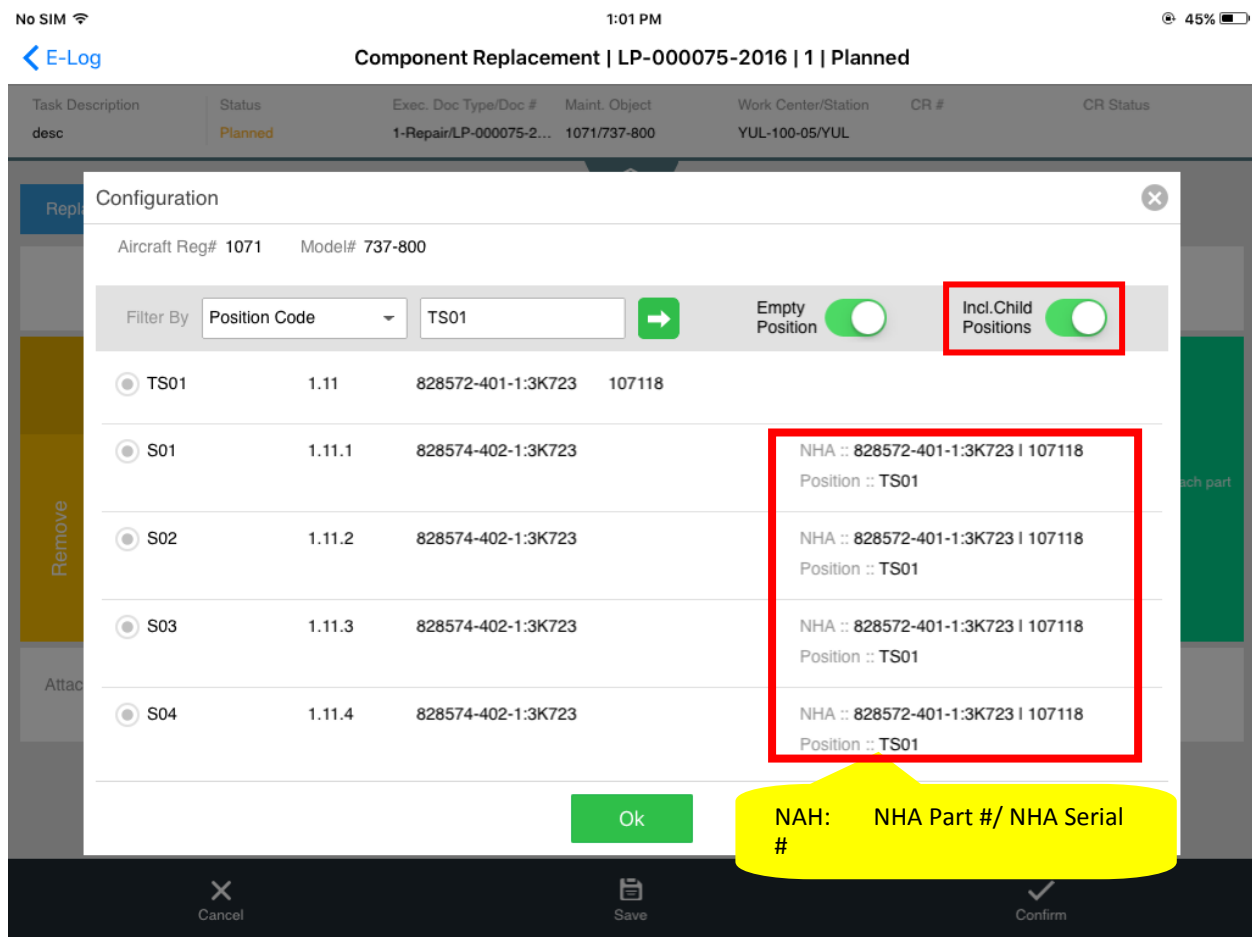 No SIM 1:01 PM 45%
E-Log Component Replacement | LP-000075-2016 | 1 | Planned
Task Description Status Exec. Doc Type/Doc # Maint. Object Work Center/Station CR # CR Status
desc Planned 1-Repair/LP-000075-2... 1071/737-800 YUL-100-05/YUL
Repl
Configuration
Aircraft Reg# 1071 Model# 737-800
Filter By Position Code TS01 Empty Position Incl.Child Positions
TS01 1.11 828572-401-1:3K723 107118
S01 1.11.1 828574-402-1:3K723 NHA :: 828572-401-1:3K723 | 107118
Position :: TS01
ach part
Remove
S02 1.11.2 828574-402-1:3K723 NHA :: 828572-401-1:3K723 | 107118
Position :: TS01
S03 1.11.3 828574-402-1:3K723 NHA :: 828572-401-1:3K723 | 107118
Position :: TS01
Attac
S04 1.11.4 828574-402-1:3K723 NHA :: 828572-401-1:3K723 | 107118
Position :: TS01
Ok
NAH: NHA Part #/ NHA Serial
#
Cancel Save Confirm